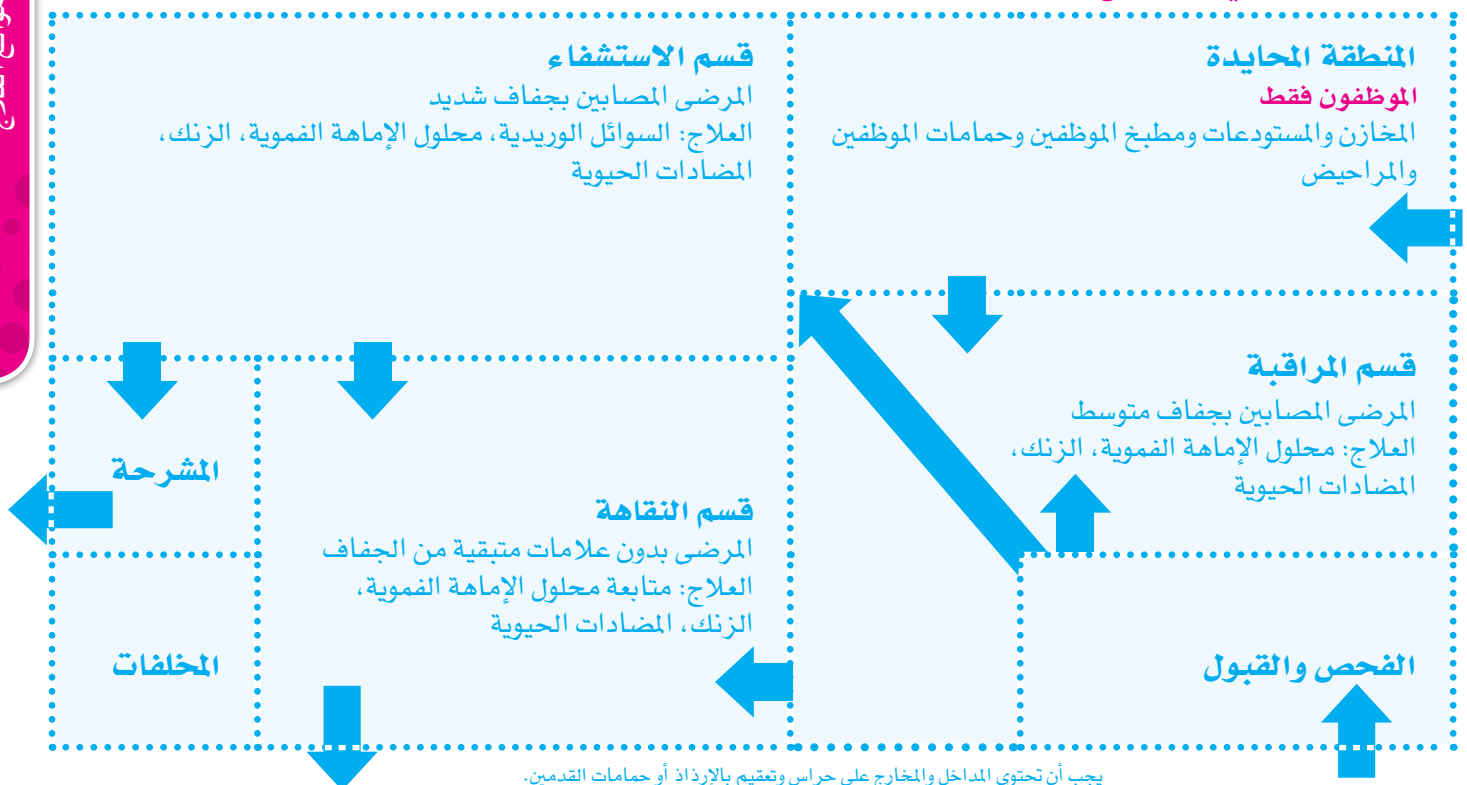 المنطقة المحايدة
الموظفون فقط
المخازن والمستودعات ومطبخ الموظفين وحمامات الموظفين
والمراحيض
قسم الاستشفاء
المرضى المصابين بجفاف شديد
العلاج: السوائل الوريدية، محلول الإماهة الفموية، الزنك،
المضادات الحيوية
قسم المراقبة
المرضى المصابين بجفاف متوسط
العلاج: محلول الإماهة الفموية، الزنك،
المضادات الحيوية
المشرحة
قسم النقاهة
المرضى بدون علامات متبقية من الجفاف
العلاج: متابعة محلول الإماهة الفموية،
الزنك، المضادات الحيوية
الفحص والقبول
المخلفات
يجب أن تحتوي المداخل والمخارج على حراس وتعقيم بالإرذاذ أو حمامات القدمين.